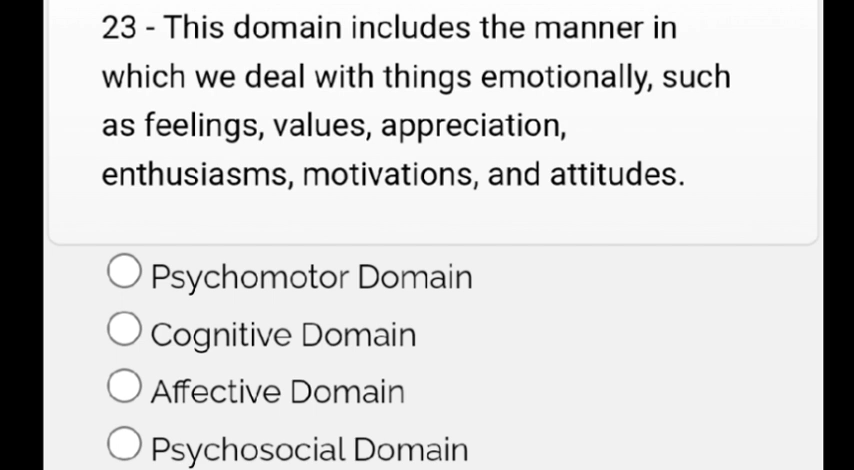 23 - This domain includes the manner in
which we deal with things emotionally, such
as feelings, values, appreciation,
enthusiasms, motivations, and attitudes.
Psychomotor Domain
Cognitive Domain
Affective Domain
Psychosocial Domain